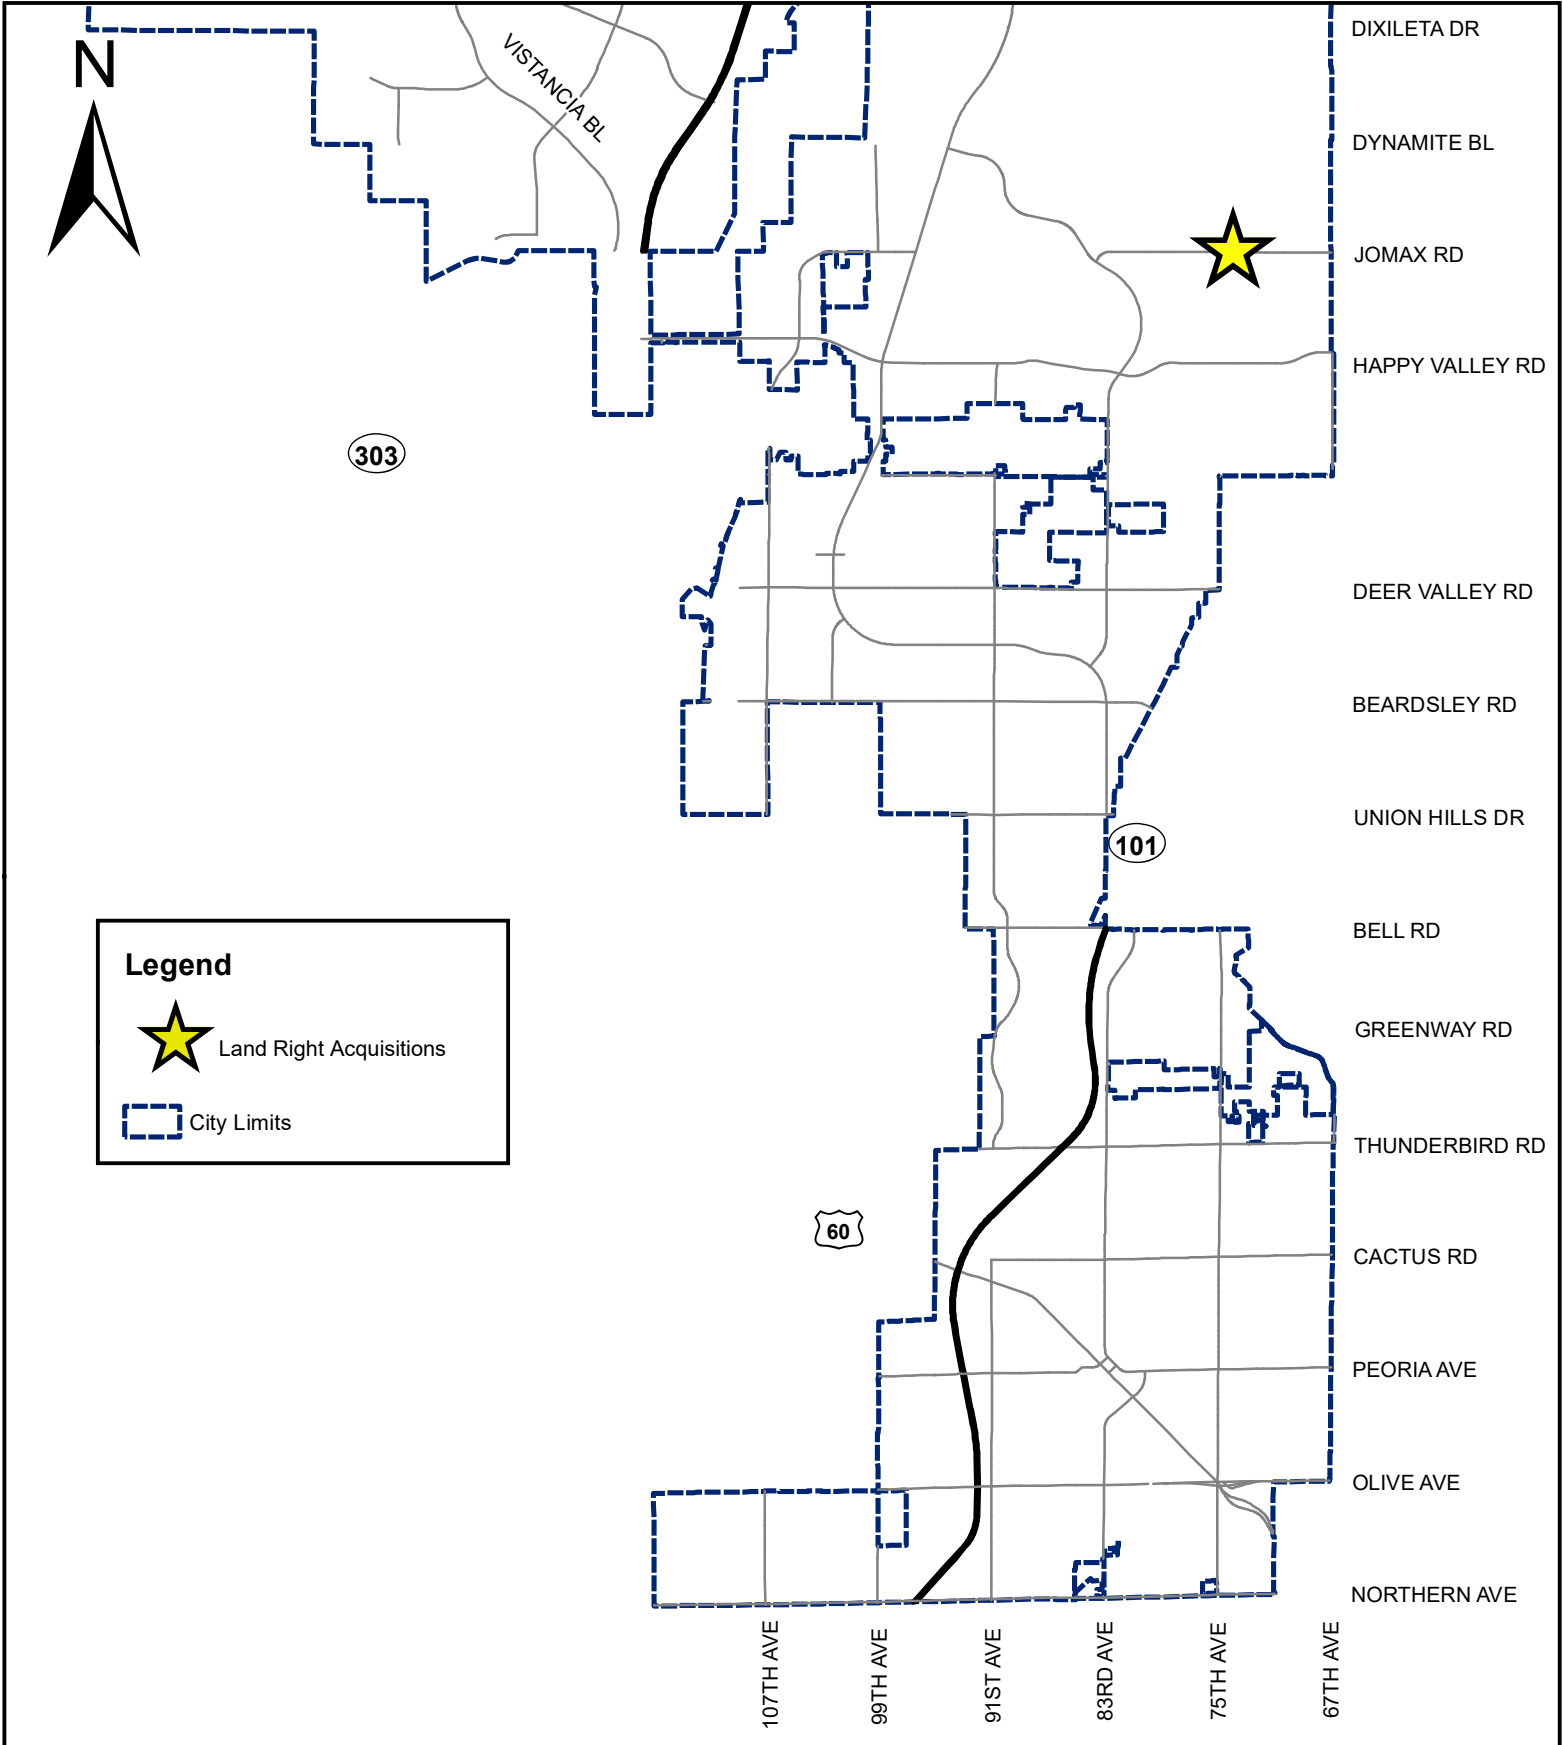 DIXILETA DR
N
VISTANCIA BL
DYNAMITE BL
JOMAX RD
HAPPY VALLEY RD
303
DEER VALLEY RD
BEARDSLEY RD
UNION HILLS DR
101
BELL RD
Legend
Land Right Acquisitions
City Limits
GREENWAY RD
THUNDERBIRD RD
60
CACTUS RD
PEORIA AVE
OLIVE AVE
NORTHERN AVE
107TH AVE
99TH AVE
91ST AVE
83RD AVE
75TH AVE
67TH AVE